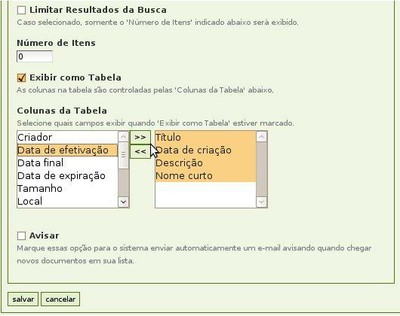 Limitar Resultados da Busca
Caso selecionado, somente o 'Número de Itens' indicado abaixo será exibido.
Número de Itens
0
Exibir como Tabela
As colunas na tabela são controladas pelas 'Colunas da Tabela' abaixo.
Colunas da Tabela
Selecione quais campos exibir quando 'Exibir como Tabela' estiver marcado.
Criador >> Título
Data de efetivação << Data de criação
Data final Descrição
Data de expiração Nome curto
Tamanho
Local
Avisar
Marque essas opção para o sistema enviar automaticamente um e-mail avisando quando chegar
novos documentos em sua lista.
salvar cancelar